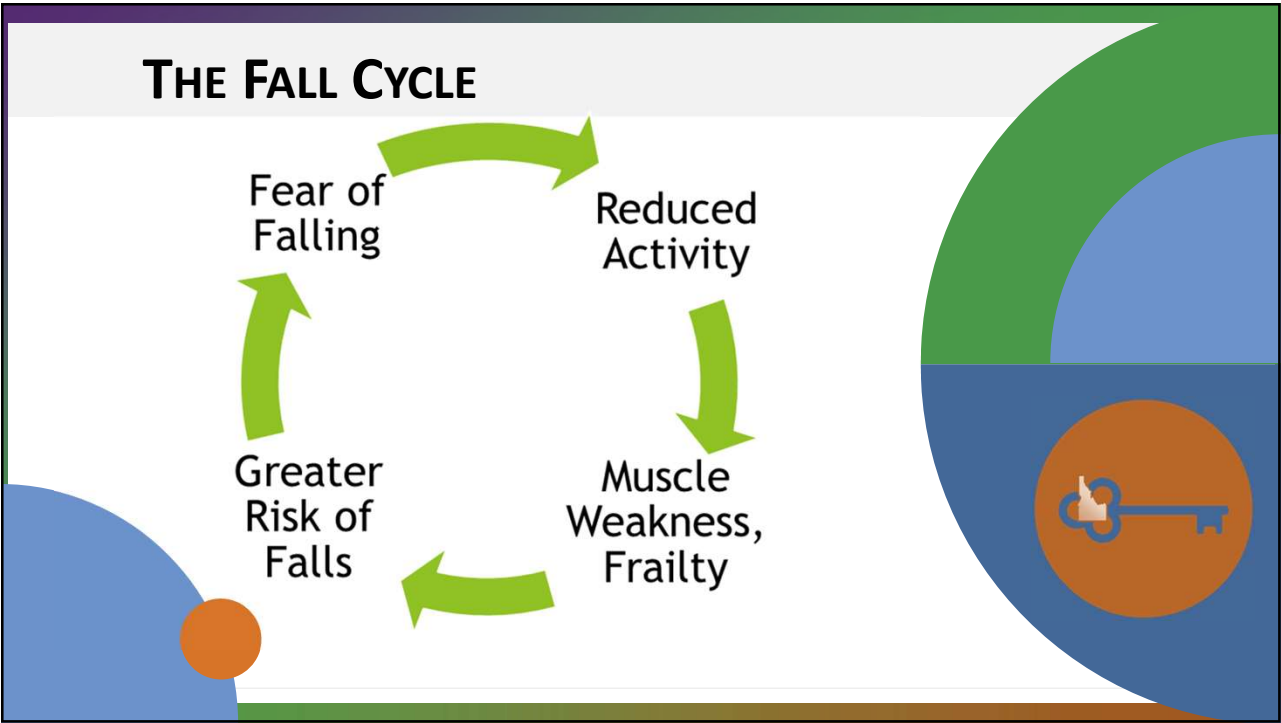 THE FALL CYCLE
Fear of
Falling
Reduced
Activity
Muscle
Weakness,
Frailty
Greater
Risk of
Falls